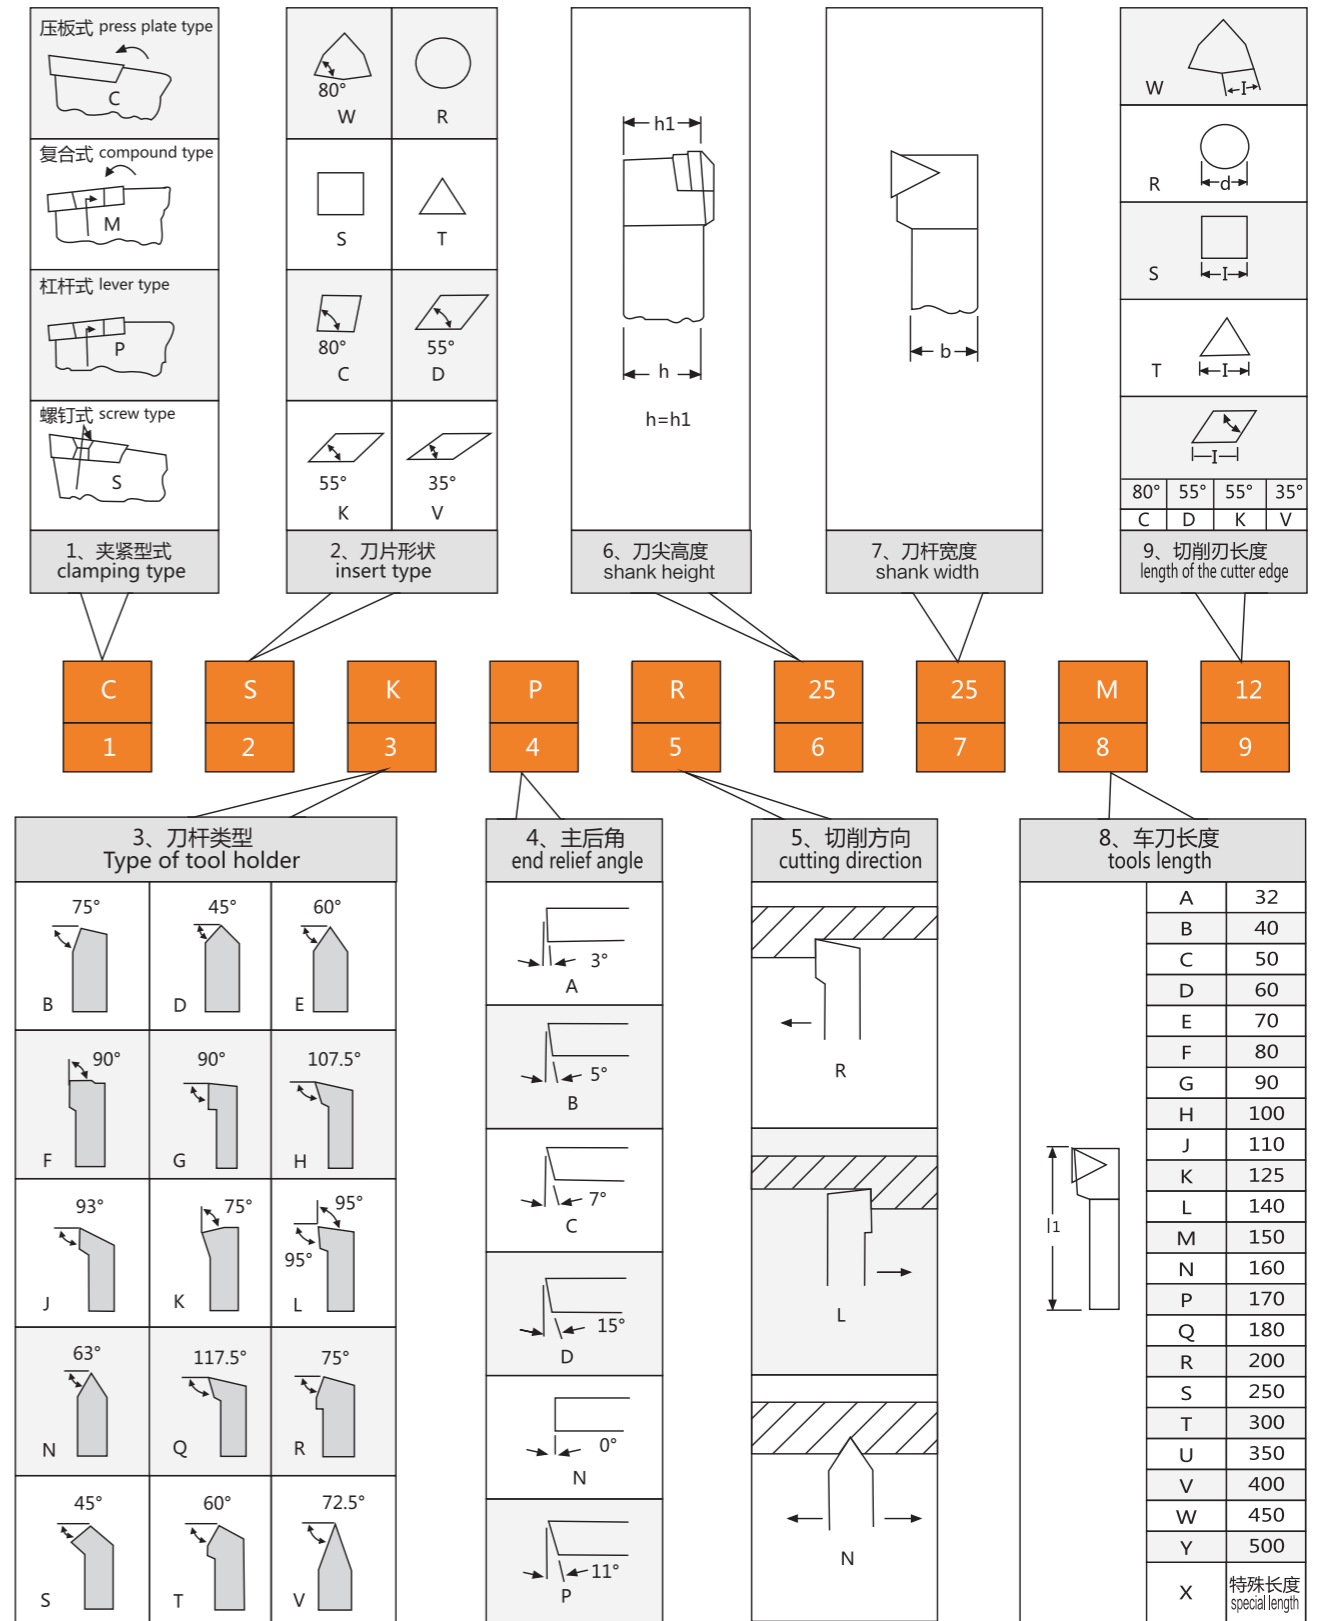 压板式 press plate type
C
复合式 compound type
M
杠杆式 lever type
P
螺钉式 screw type
S
1、夹紧型式
clamping type
80°
W R
S T
80° 55°
C D
55° 35°
K V
2、刀片形状
insert type
h1
h
h=h1
6、刀尖高度
shank height
b
7、刀杆宽度
shank width
W I
R d
S I
T I
I
80° 55° 55° 35°
C D K V
9、切削刃长度
length of the cutter edge
C S K P R 25 25 M 12
1 2 3 4 5 6 7 8 9
3、刀杆类型
Type of tool holder
75° 45° 60°
B D E
90° 90° 107.5°
F G H
93° 75° 95°
95°
J K L
63° 117.5° 75°
N Q R
45° 60° 72.5°
S T V
4、主后角
end relief angle
3°
A
5°
B
7°
C
15°
D
0°
N
11°
P
5、切削方向
cutting direction
R
L
N
8、车刀长度
tools length
l1
A 32
B 40
C 50
D 60
E 70
F 80
G 90
H 100
J 110
K 125
L 140
M 150
N 160
P 170
Q 180
R 200
S 250
T 300
U 350
V 400
W 450
Y 500
X 特殊长度
special length